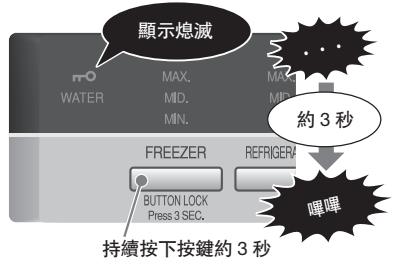 顯示熄滅
· · ·
MAX. MAX.
WATER MID. MID.
MIN.
約 3 秒
FREEZER REFRIGERA
BUTTON LOCK
Press 3 SEC.
嗶嗶
持續按下按鍵約 3 秒